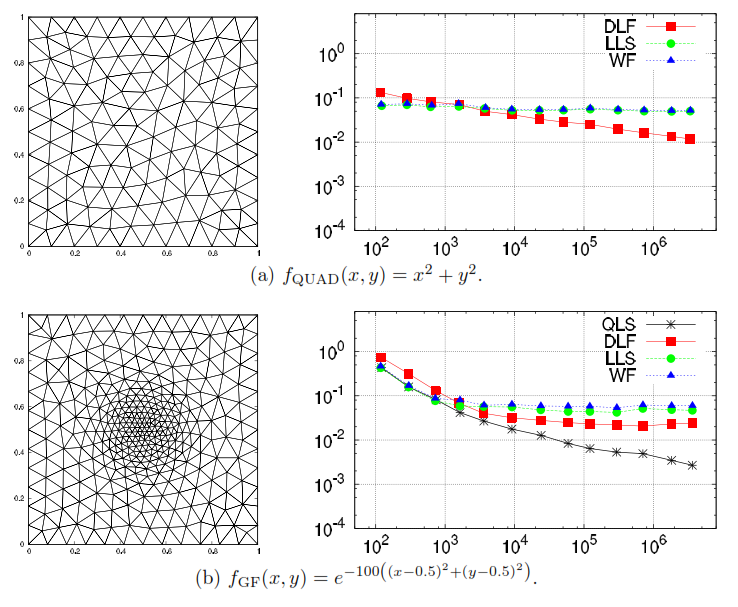 1
0.8
0.6
0.4
0.2
0
0 0.2 0.4 0.6 0.8 1
DLF
LLS
WF
10^0
10^-1
10^-2
10^-3
10^-4
10^2 10^3 10^4 10^5 10^6
(a) f_QUAD(x, y) = x^2 + y^2.
1
0.8
0.6
0.4
0.2
0
0 0.2 0.4 0.6 0.8 1
QLS
DLF
LLS
WF
10^0
10^-1
10^-2
10^-3
10^-4
10^2 10^3 10^4 10^5 10^6
(b) f_GF(x, y) = e^{-100((x-0.5)^2+(y-0.5)^2)}.